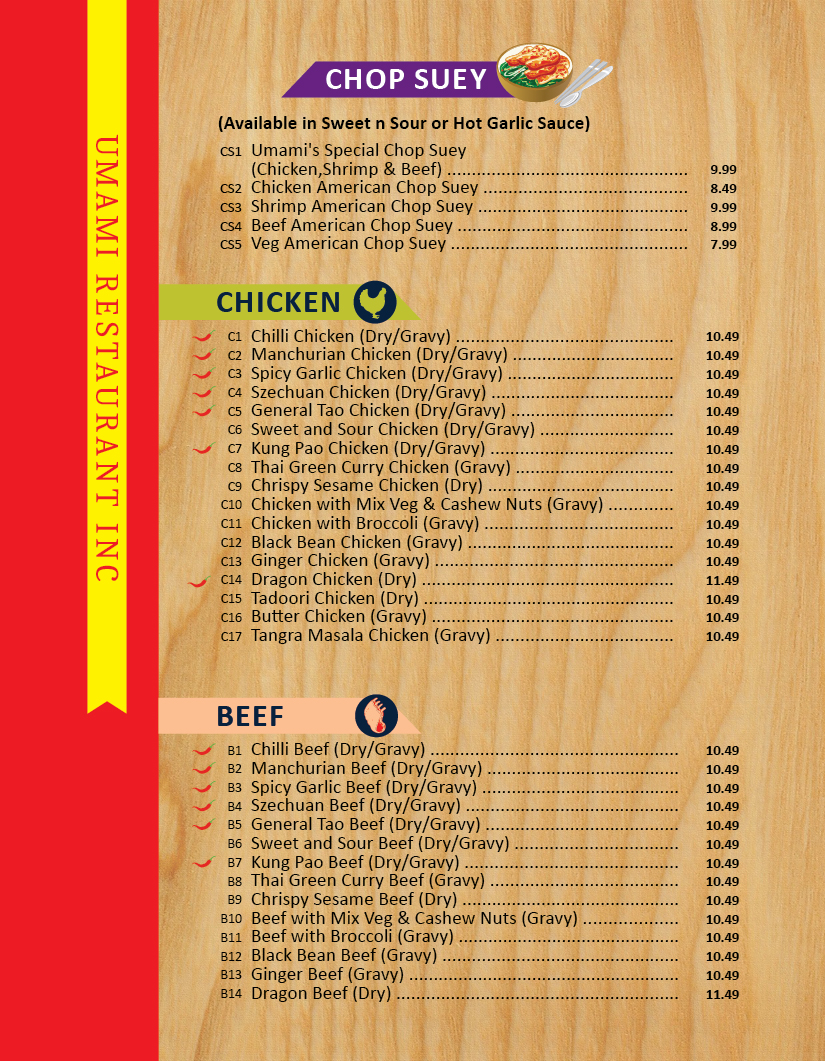 UMAMI RESTAURANT INC
CHOP SUEY
(Available in Sweet n Sour or Hot Garlic Sauce)
CS1 Umami's Special Chop Suey
(Chicken,Shrimp & Beef) ................................................. 9.99
CS2 Chicken American Chop Suey .......................................... 8.49
CS3 Shrimp American Chop Suey ........................................... 9.99
CS4 Beef American Chop Suey ............................................... 8.99
CS5 Veg American Chop Suey ................................................ 7.99
CHICKEN
C1 Chilli Chicken (Dry/Gravy) ............................................ 10.49
C2 Manchurian Chicken (Dry/Gravy) ................................. 10.49
C3 Spicy Garlic Chicken (Dry/Gravy) .................................. 10.49
C4 Szechuan Chicken (Dry/Gravy) ..................................... 10.49
C5 General Tao Chicken (Dry/Gravy) ................................. 10.49
C6 Sweet and Sour Chicken (Dry/Gravy) ........................... 10.49
C7 Kung Pao Chicken (Dry/Gravy) ..................................... 10.49
C8 Thai Green Curry Chicken (Gravy) ................................ 10.49
C9 Chrispy Sesame Chicken (Dry) ...................................... 10.49
C10 Chicken with Mix Veg & Cashew Nuts (Gravy) ............. 10.49
C11 Chicken with Broccoli (Gravy) ...................................... 10.49
C12 Black Bean Chicken (Gravy) .......................................... 10.49
C13 Ginger Chicken (Gravy) ................................................ 10.49
C14 Dragon Chicken (Dry) ................................................... 11.49
C15 Tadoori Chicken (Dry) .................................................. 10.49
C16 Butter Chicken (Gravy) ................................................. 10.49
C17 Tangra Masala Chicken (Gravy) .................................... 10.49
BEEF
B1 Chilli Beef (Dry/Gravy) .................................................. 10.49
B2 Manchurian Beef (Dry/Gravy) ....................................... 10.49
B3 Spicy Garlic Beef (Dry/Gravy) ........................................ 10.49
B4 Szechuan Beef (Dry/Gravy) ........................................... 10.49
B5 General Tao Beef (Dry/Gravy) ....................................... 10.49
B6 Sweet and Sour Beef (Dry/Gravy) ................................. 10.49
B7 Kung Pao Beef (Dry/Gravy) ........................................... 10.49
B8 Thai Green Curry Beef (Gravy) ...................................... 10.49
B9 Chrispy Sesame Beef (Dry) ............................................ 10.49
B10 Beef with Mix Veg & Cashew Nuts (Gravy) ................... 10.49
B11 Beef with Broccoli (Gravy) ............................................ 10.49
B12 Black Bean Beef (Gravy) ............................................... 10.49
B13 Ginger Beef (Gravy) ...................................................... 10.49
B14 Dragon Beef (Dry) ......................................................... 11.49